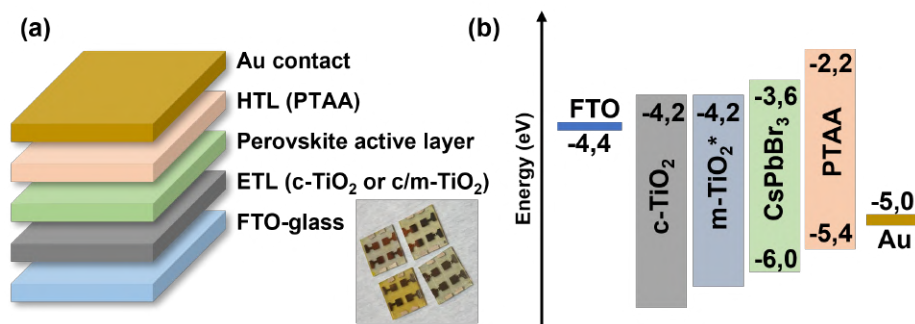 (a)
Au contact
HTL (PTAA)
Perovskite active layer
ETL (c-TiO₂ or c/m-TiO₂)
FTO-glass
(b)
Energy (eV)
FTO
-4,4
-4,2
c-TiO₂
-4,2
m-TiO₂*
-3,6
CsPbBr₃
-6,0
-2,2
PTAA
-5,4
-5,0
Au